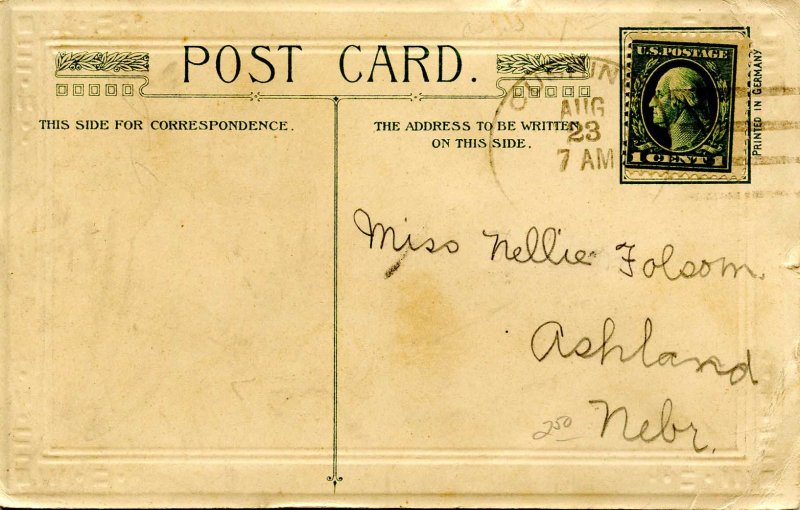 POST CARD.
THIS SIDE FOR CORRESPONDENCE.
THE ADDRESS TO BE WRITTEN
ON THIS SIDE.
AUG
23
7 AM
U.S. POSTAGE
1 CENT 1
PRINTED IN GERMANY
Miss Nellie Folsom.
Ashland
Nebr.
250